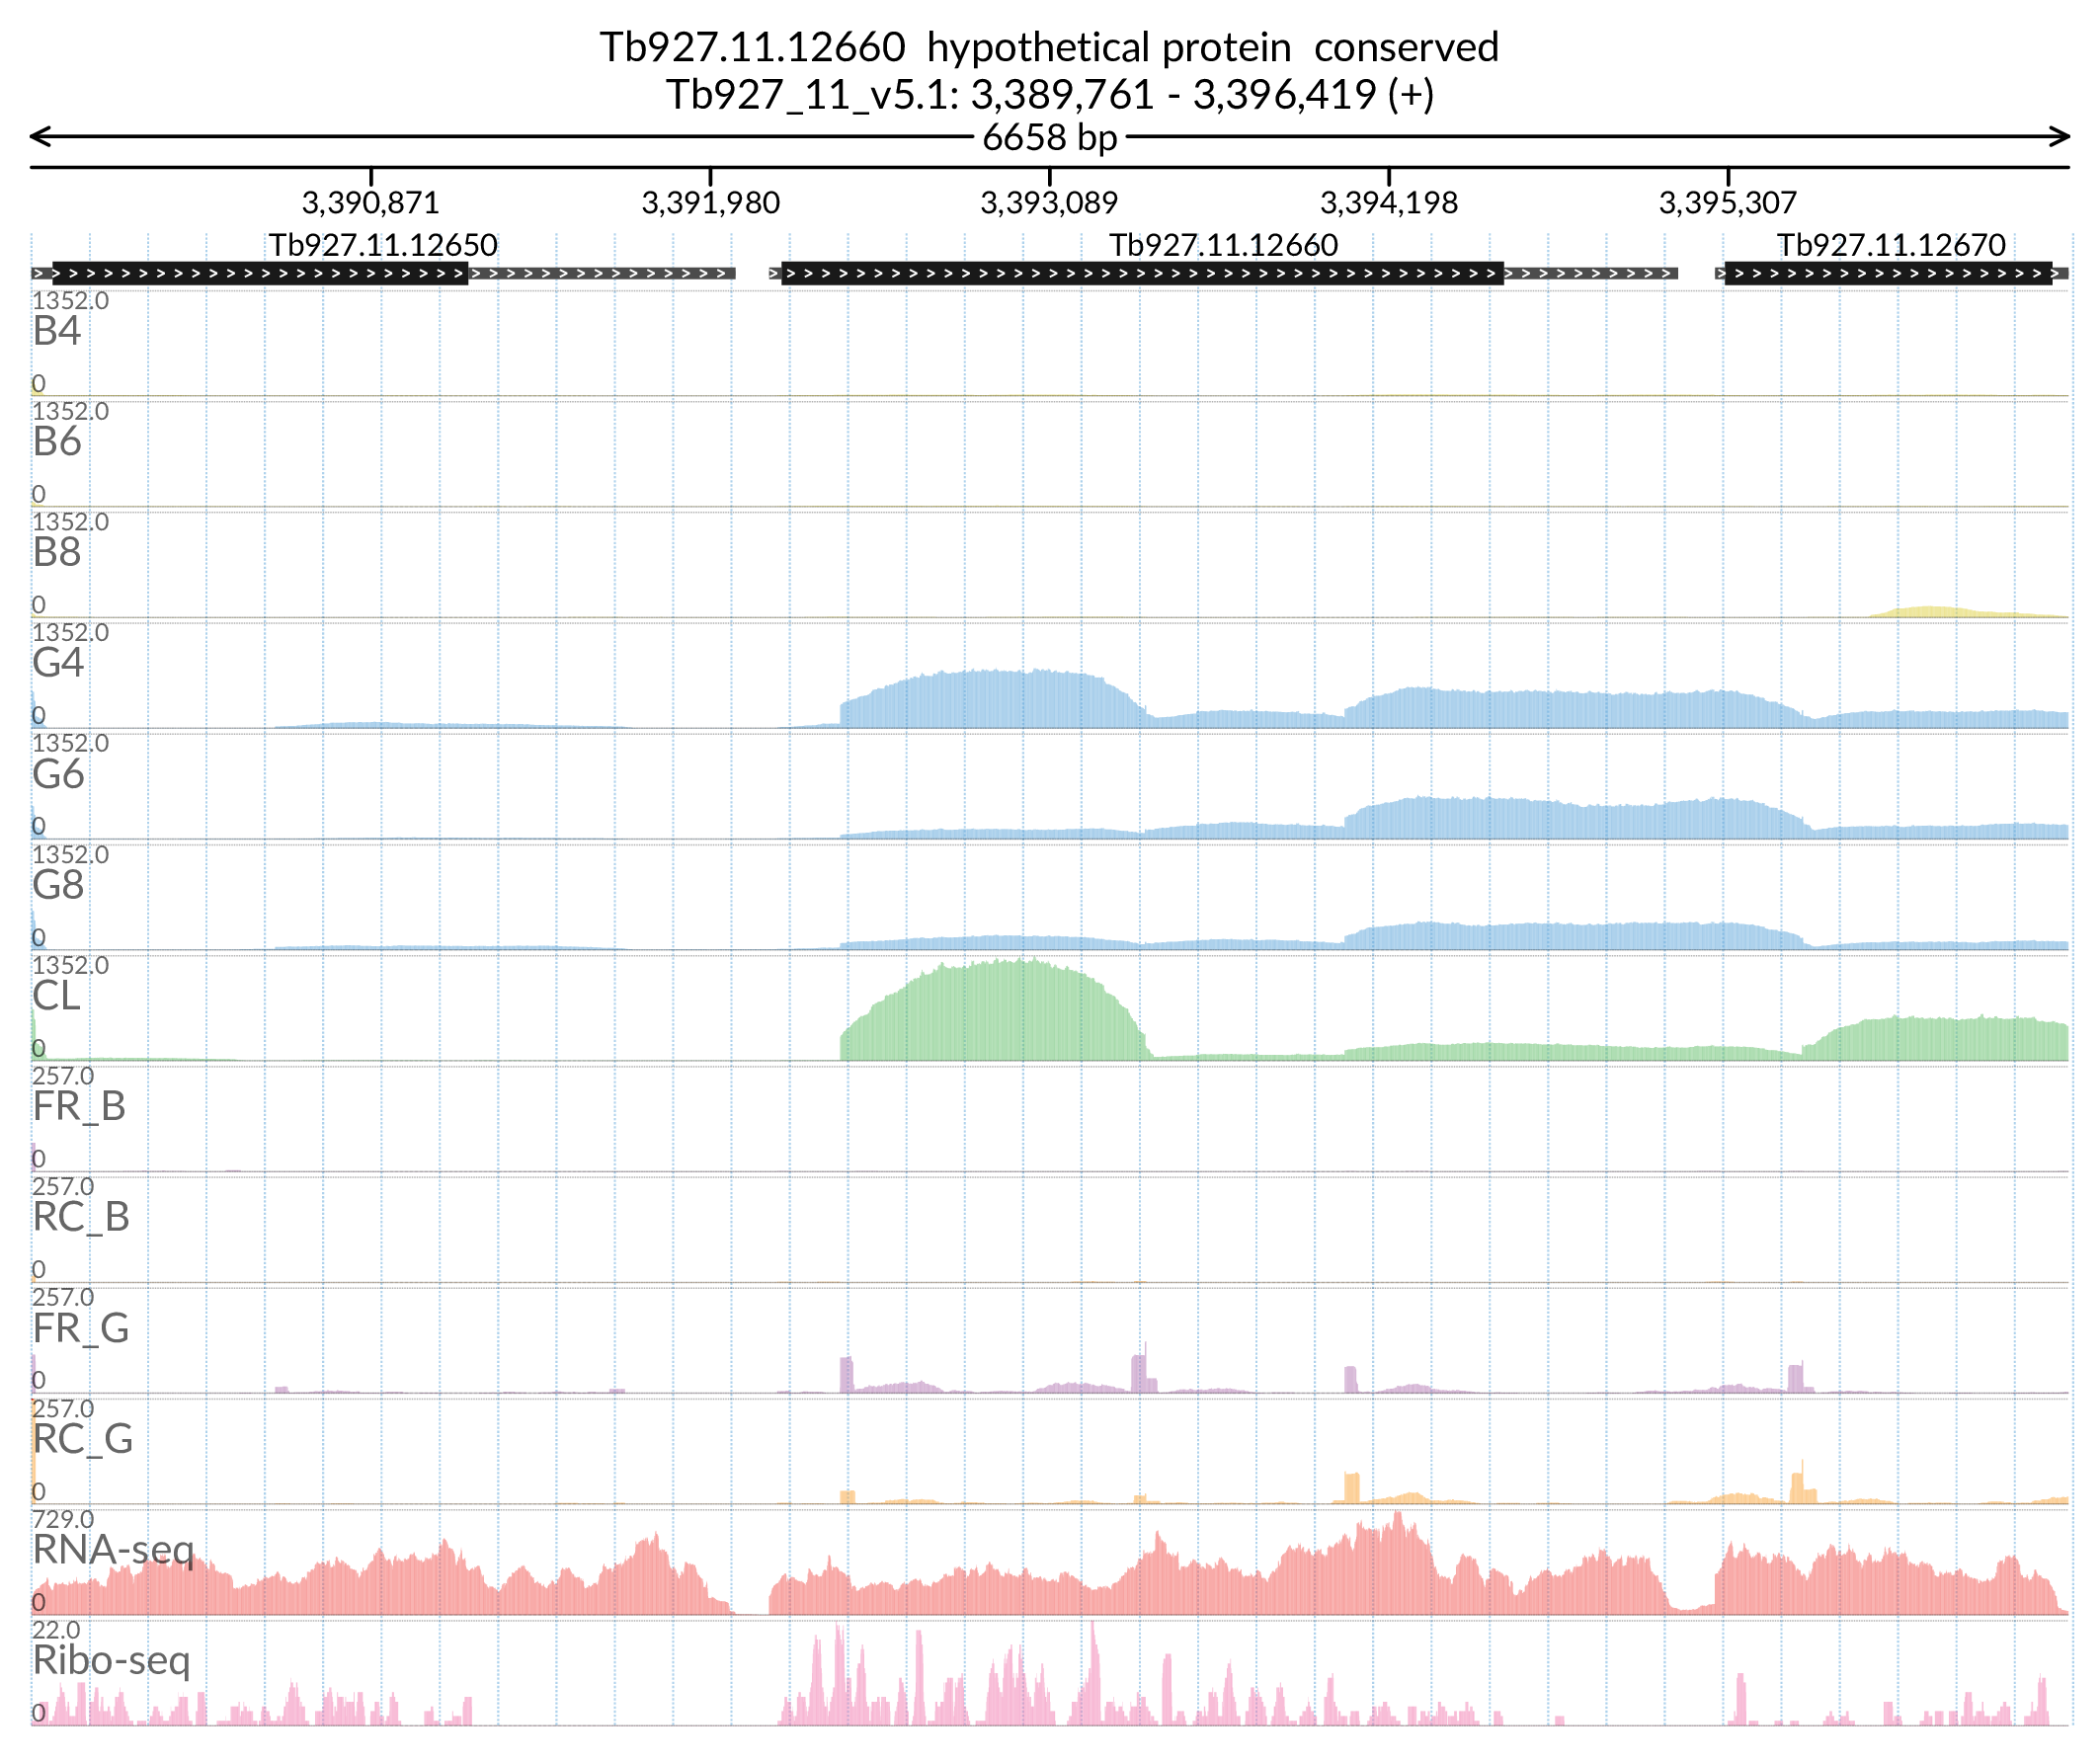 Tb927.11.12660  hypothetical protein  conserved
Tb927_11_v5.1: 3,389,761 - 3,396,419 (+)
6658 bp
3,390,871 3,391,980 3,393,089 3,394,198 3,395,307
Tb927.11.12650 Tb927.11.12660 Tb927.11.12670
1352.0
B4
0
1352.0
B6
0
1352.0
B8
0
1352.0
G4
0
1352.0
G6
0
1352.0
G8
0
1352.0
CL
0
257.0
FR_B
0
257.0
RC_B
0
257.0
FR_G
0
257.0
RC_G
0
729.0
RNA-seq
0
22.0
Ribo-seq
0